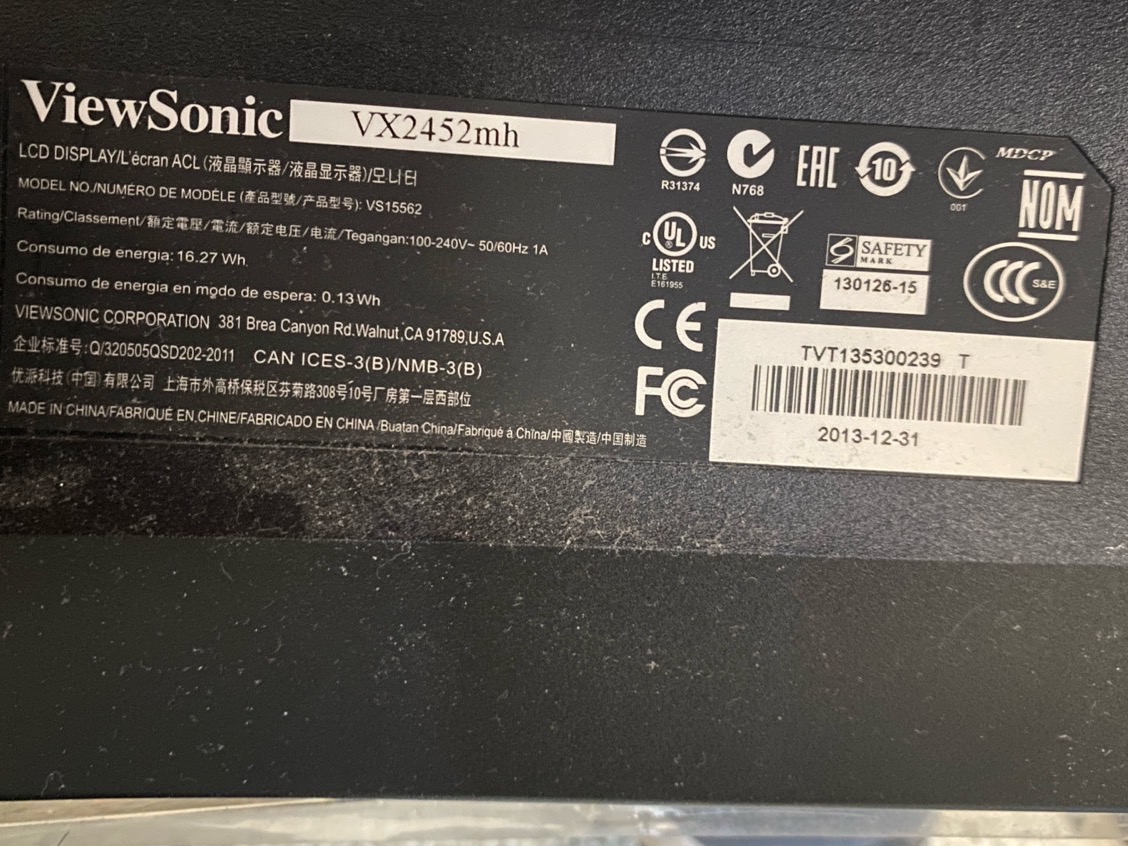 ViewSonic VX2452mh
LCD DISPLAY/L'écran ACL (液晶顯示器/液晶显示器)/모니터
MODEL NO./NUMÉRO DE MODÈLE (產品型號/产品型号): VS15562
Rating/Classement/額定電壓/電流/额定电压/电流/Tegangan:100-240V~ 50/60Hz 1A
Consumo de energía: 16.27 Wh
Consumo de energia en modo de espera: 0.13 Wh
VIEWSONIC CORPORATION 381 Brea Canyon Rd.Walnut,CA 91789,U.S.A
企业标准号:Q/320505QSD202-2011 CAN ICES-3(B)/NMB-3(B)
优派科技(中国)有限公司 上海市外高桥保税区芬菊路308号10号厂房第一层西部位
MADE IN CHINA/FABRIQUÉ EN CHINE/FABRICADO EN CHINA /Buatan China/Fabriqué à China/中國製造/中国制造
R31374
N768
EAC
10
001
MDCP
NOM
C UL US
®
LISTED
I.T.E.
E161955
SAFETY
MARK
130126-15
CCC S&E
CE
FC
TVT135300239 T
2013-12-31